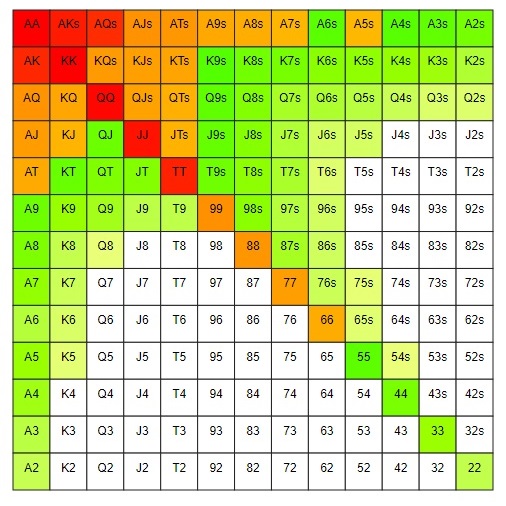 AA AKs AQs AJs ATs A9s A8s A7s A6s A5s A4s A3s A2s
AK KK KQs KJs KTs K9s K8s K7s K6s K5s K4s K3s K2s
AQ KQ QQ QJs QTs Q9s Q8s Q7s Q6s Q5s Q4s Q3s Q2s
AJ KJ QJ JJ JTs J9s J8s J7s J6s J5s J4s J3s J2s
AT KT QT JT TT T9s T8s T7s T6s T5s T4s T3s T2s
A9 K9 Q9 J9 T9 99 98s 97s 96s 95s 94s 93s 92s
A8 K8 Q8 J8 T8 98 88 87s 86s 85s 84s 83s 82s
A7 K7 Q7 J7 T7 97 87 77 76s 75s 74s 73s 72s
A6 K6 Q6 J6 T6 96 86 76 66 65s 64s 63s 62s
A5 K5 Q5 J5 T5 95 85 75 65 55 54s 53s 52s
A4 K4 Q4 J4 T4 94 84 74 64 54 44 43s 42s
A3 K3 Q3 J3 T3 93 83 73 63 53 43 33 32s
A2 K2 Q2 J2 T2 92 82 72 62 52 42 32 22